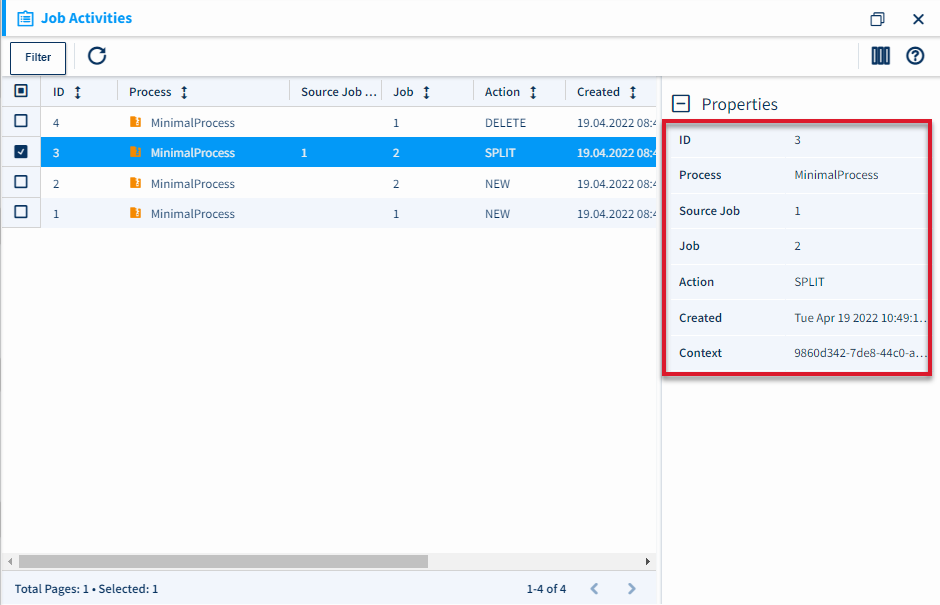 Job Activities
Filter
ID Process Source Job ... Job Action Created
4 MinimalProcess 1 DELETE 19.04.2022 08:4
3 MinimalProcess 1 2 SPLIT 19.04.2022 08:4
2 MinimalProcess 2 NEW 19.04.2022 08:4
1 MinimalProcess 1 NEW 19.04.2022 08:4
Total Pages: 1 • Selected: 1 1-4 of 4
Properties
ID 3
Process MinimalProcess
Source Job 1
Job 2
Action SPLIT
Created Tue Apr 19 2022 10:49:1...
Context 9860d342-7de8-44c0-a...